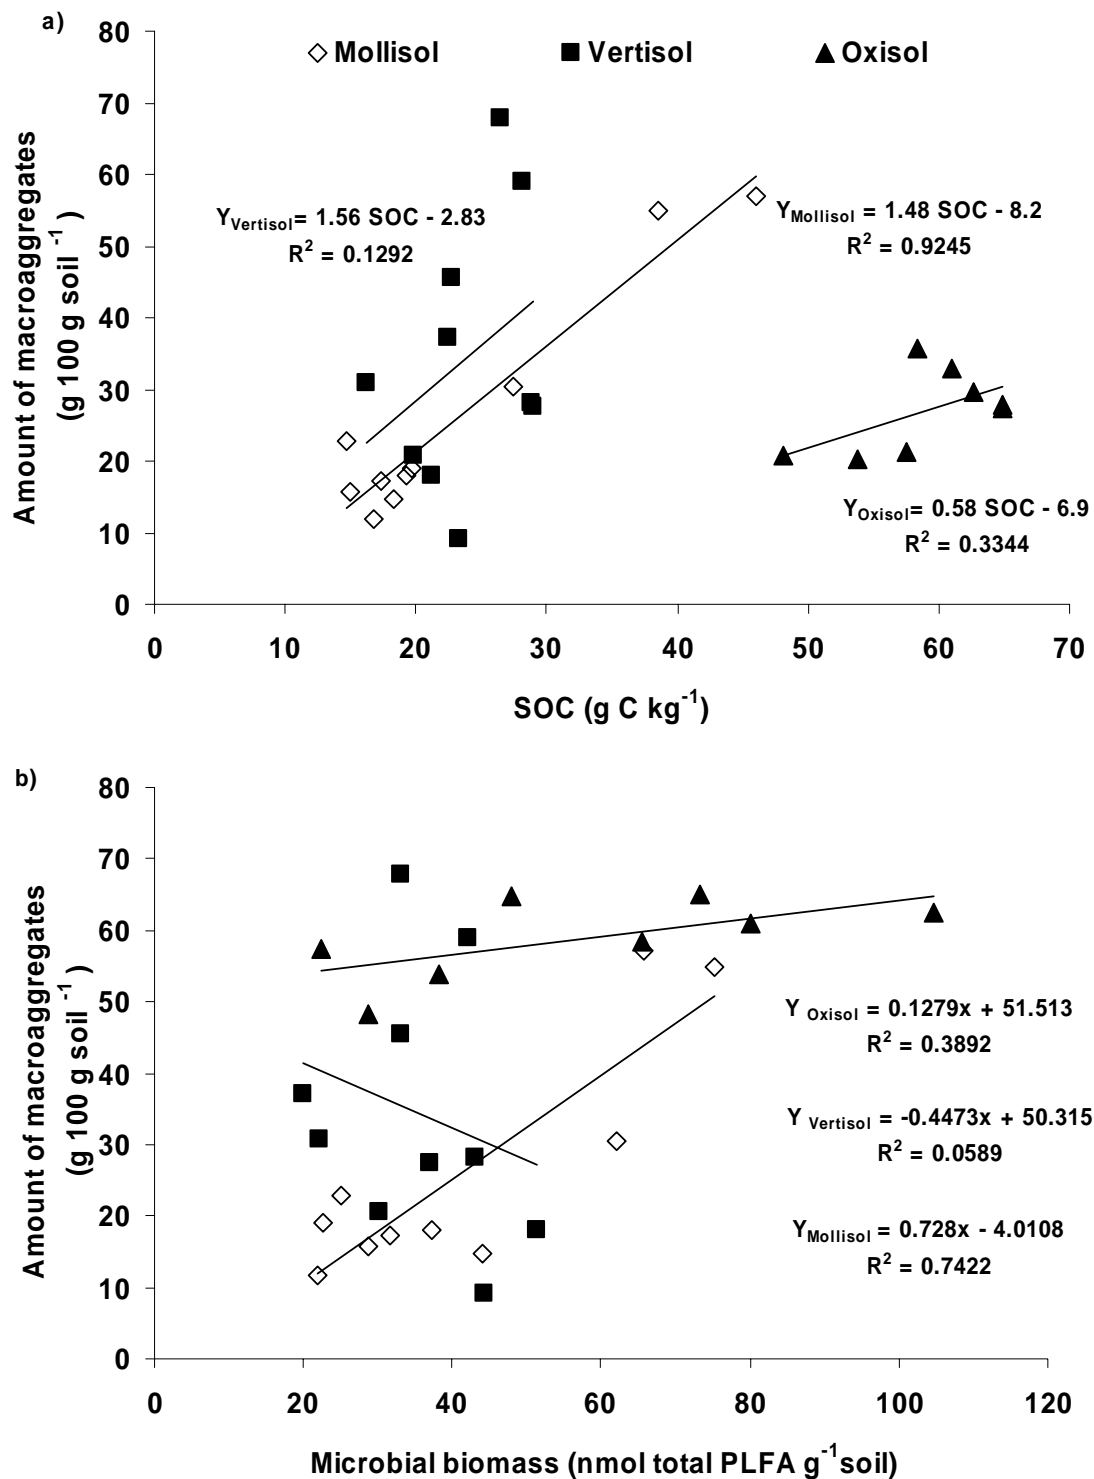 a)
80
70
60
50
40
30
20
10
0
Amount of macroaggregates
(g 100 g soil ⁻¹ )
Mollisol Vertisol Oxisol
Y Vertisol = 1.56 SOC - 2.83
R² = 0.1292
Y Mollisol = 1.48 SOC - 8.2
R² = 0.9245
Y Oxisol = 0.58 SOC - 6.9
R² = 0.3344
0 10 20 30 40 50 60 70
SOC (g C kg⁻¹)
b)
80
70
60
50
40
30
20
10
0
Amount of macroaggregates
(g 100 g soil ⁻¹ )
Y Oxisol = 0.1279x + 51.513
R² = 0.3892
Y Vertisol = -0.4473x + 50.315
R² = 0.0589
Y Mollisol = 0.728x - 4.0108
R² = 0.7422
0 20 40 60 80 100 120
Microbial biomass (nmol total PLFA g⁻¹soil)